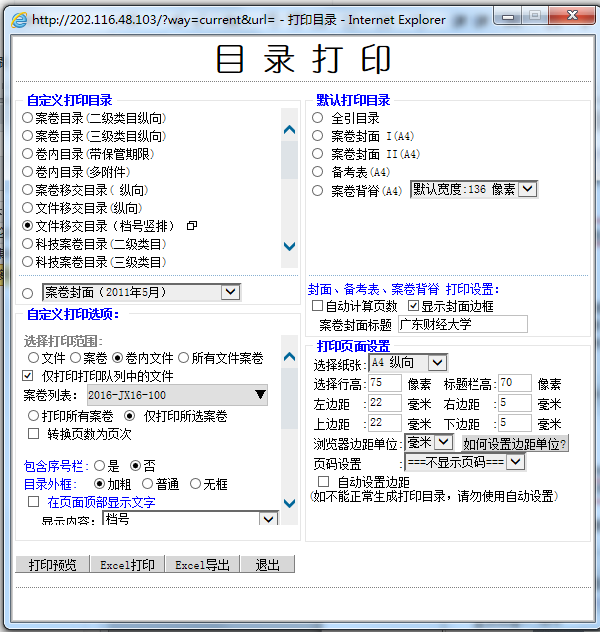 http://202.116.48.103/?way=current&url= - 打印目录 - Internet Explorer
目录打印
自定义打印目录
案卷目录(二级类目纵向)
案卷目录(三级类目纵向)
卷内目录(带保管期限)
卷内目录(多附件)
案卷移交目录( 纵向)
文件移交目录(纵向)
文件移交目录（档号竖排）
科技案卷目录(二级类目)
科技案卷目录(三级类目)
案卷封面（2011年5月）
自定义打印选项：
选择打印范围：
文件 案卷 卷内文件 所有文件案卷
仅打印打印队列中的文件
案卷列表： 2016-JX16-100
打印所有案卷 仅打印所选案卷
转换页数为页次
包含序号栏： 是 否
目录外框： 加粗 普通 无框
在页面顶部显示文字
显示内容： 档号
打印预览 Excel打印 Excel导出 退出
默认打印目录
全引目录
案卷封面 I(A4)
案卷封面 II(A4)
备考表(A4)
案卷背脊(A4) 默认宽度:136 像素
封面、备考表、案卷背脊 打印设置：
自动计算页数 显示封面边框
案卷封面标题 广东财经大学
打印页面设置
选择纸张: A4 纵向
选择行高: 75 像素 标题栏高: 70 像素
左边距 :22 毫米 右边距 :5 毫米
上边距 :22 毫米 下边距 :5 毫米
浏览器边距单位: 毫米 如何设置边距单位?
页码设置 : ===不显示页码===
自动设置边距
(如不能正常生成打印目录，请勿使用自动设置)